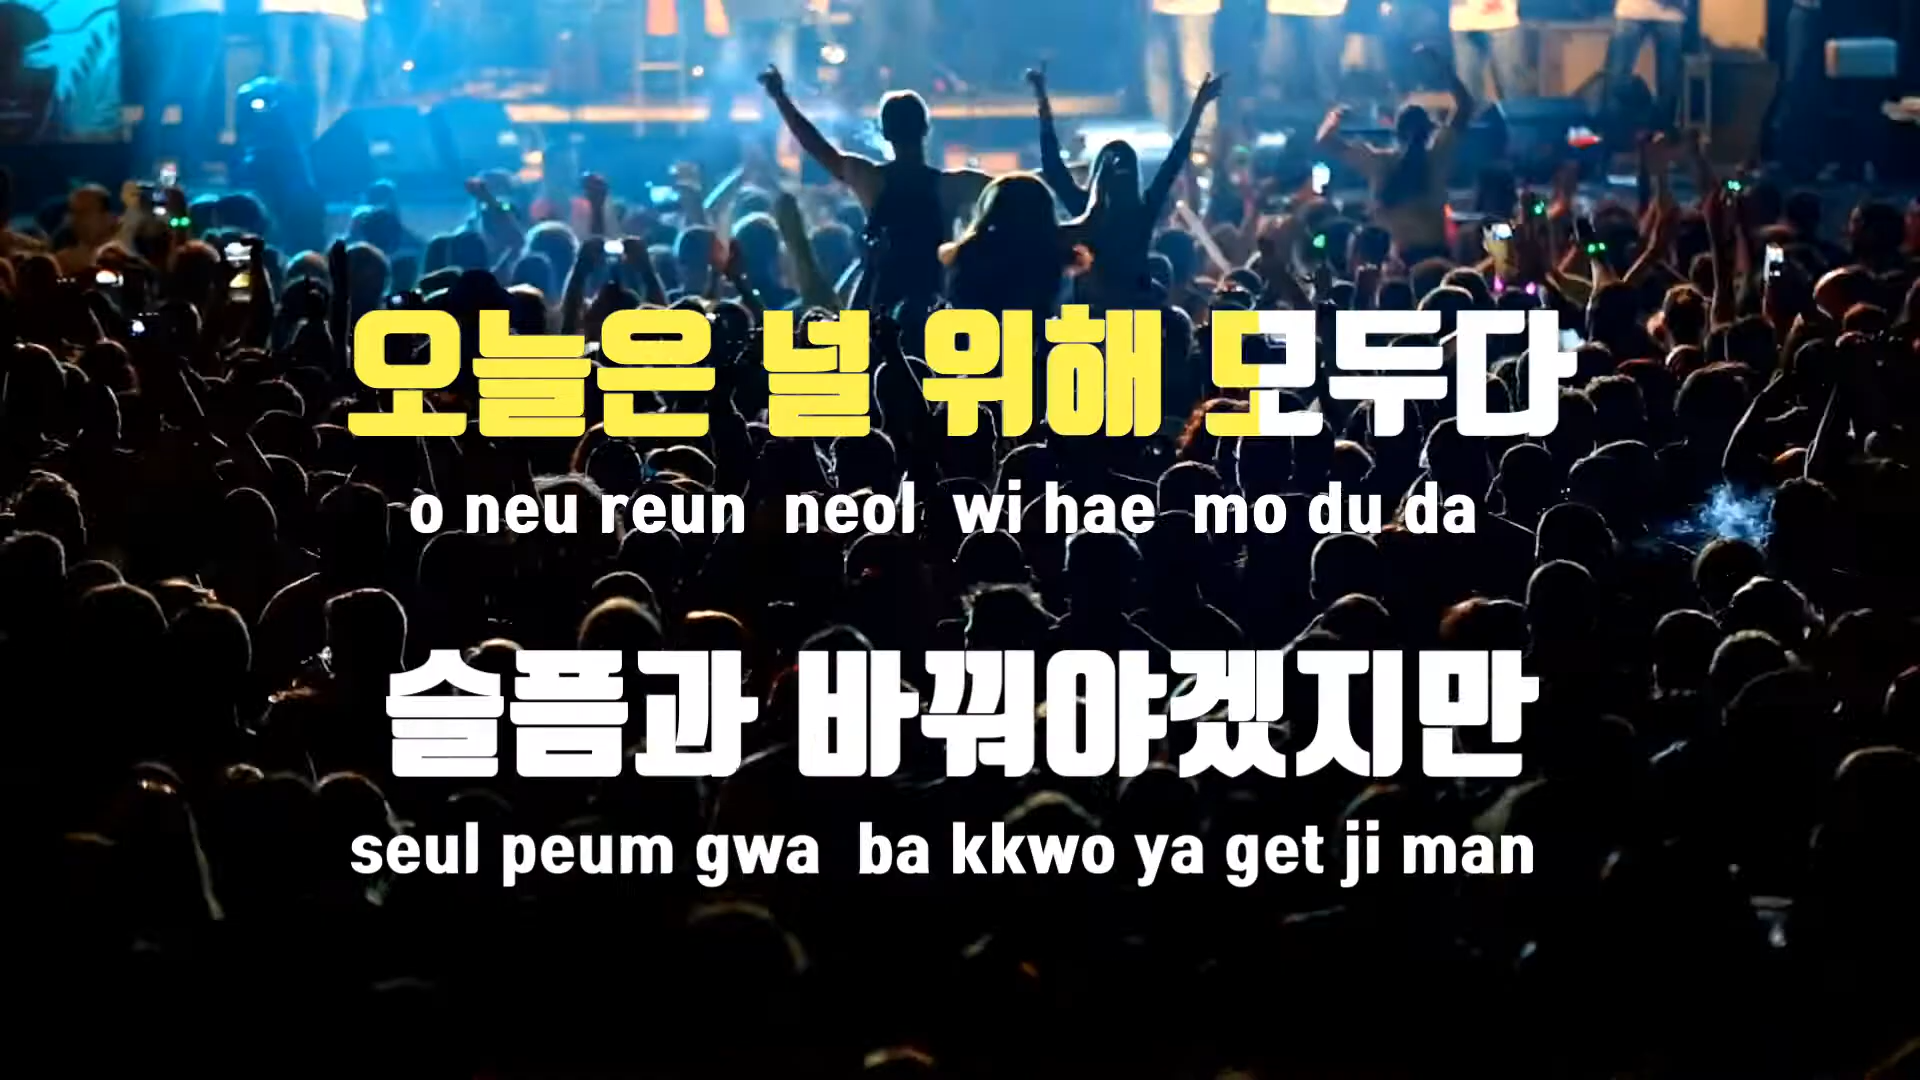 오늘은 널 위해 모두다
o neu reun neol wi hae mo du da
슬픔과 바꿔야겠지만
seul peum gwa ba kkwo ya get ji man